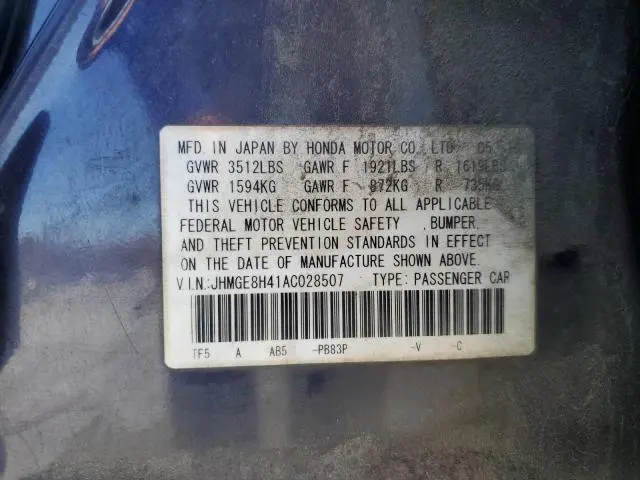 MFD. IN JAPAN BY HONDA MOTOR CO., LTD.
GVWR 3512LBS GAWR F 1921LBS R 1619LBS
GVWR 1594KG GAWR F 872KG R 735KG
THIS VEHICLE CONFORMS TO ALL APPLICABLE
FEDERAL MOTOR VEHICLE SAFETY , BUMPER,
AND THEFT PREVENTION STANDARDS IN EFFECT
ON THE DATE OF MANUFACTURE SHOWN ABOVE.
V.I.N.:JHMGE8H41AC028507 TYPE: PASSENGER CAR
TF5 A AB5 -PB83P -V -C